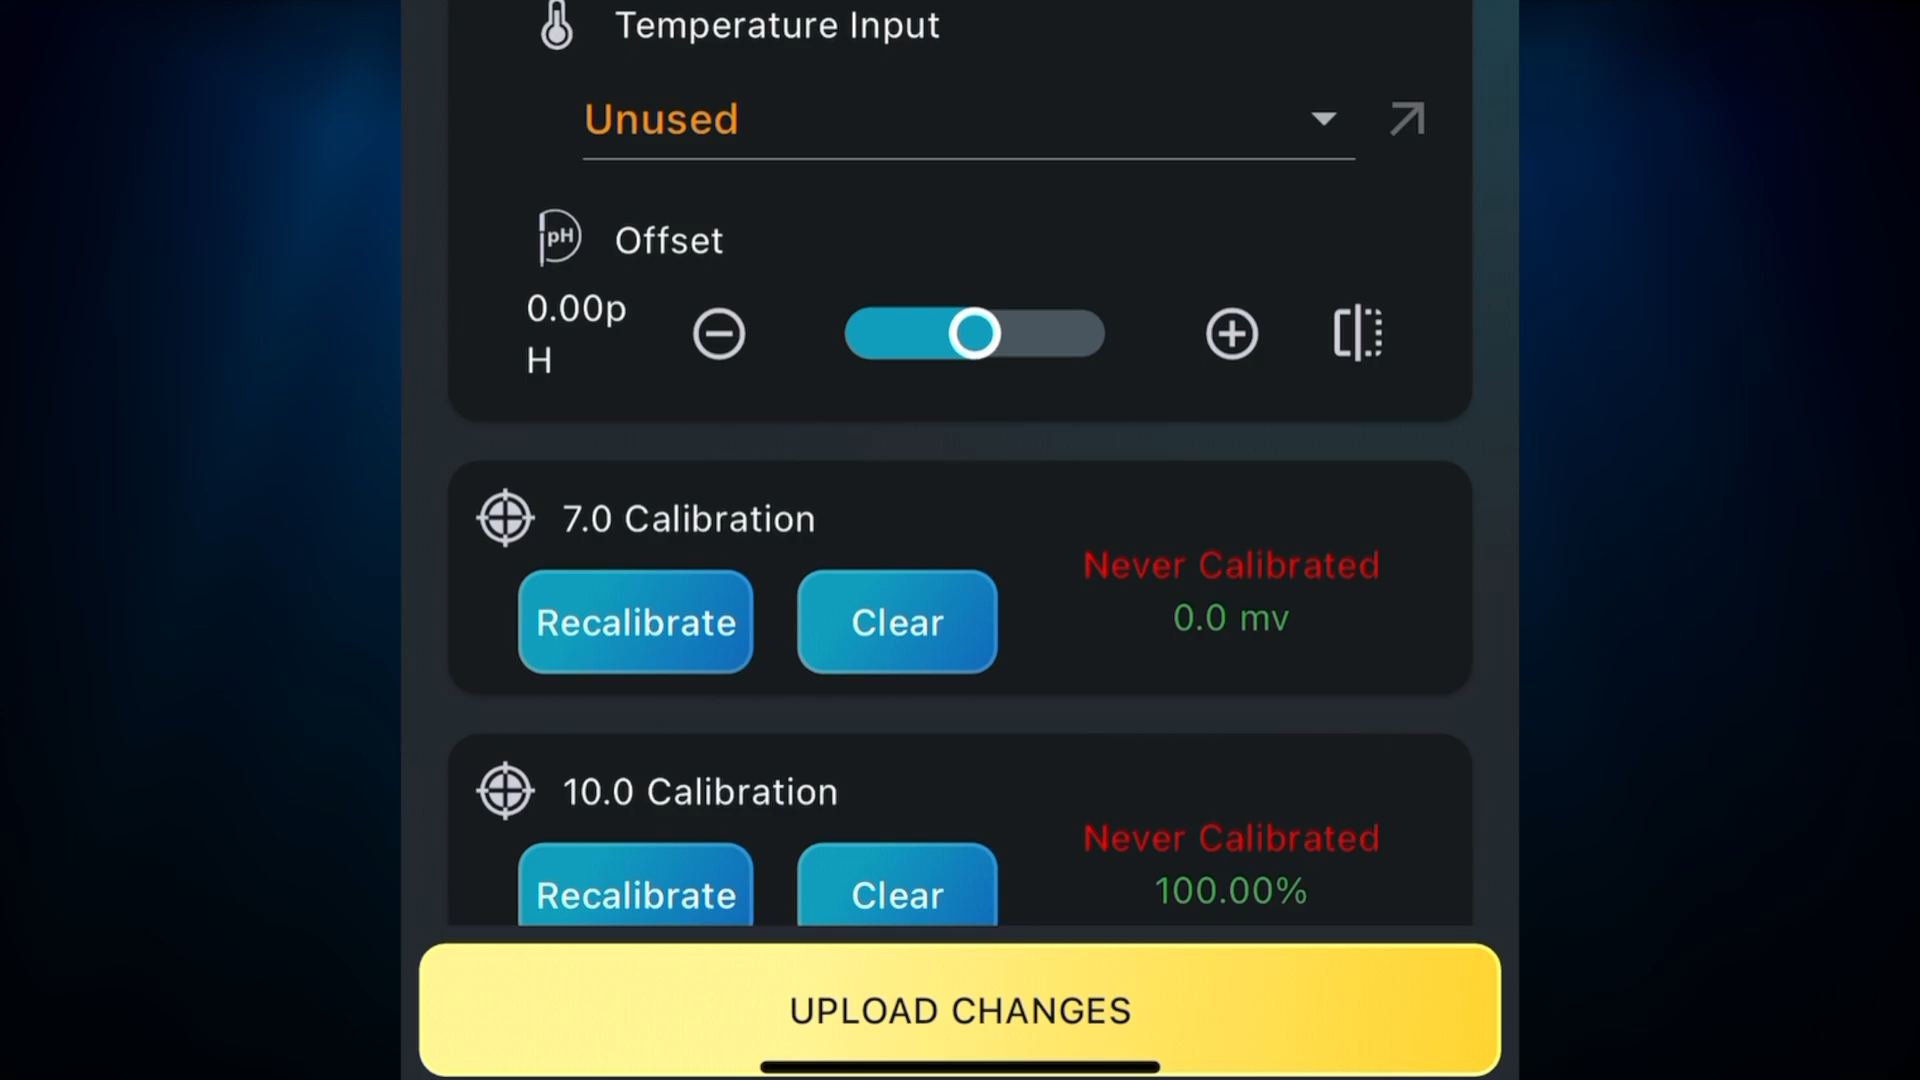 Temperature Input
Unused
pH
Offset
0.00p
H
7.0 Calibration
Never Calibrated
Recalibrate
Clear
0.0 mv
10.0 Calibration
Never Calibrated
Recalibrate
Clear
100.00%
UPLOAD CHANGES